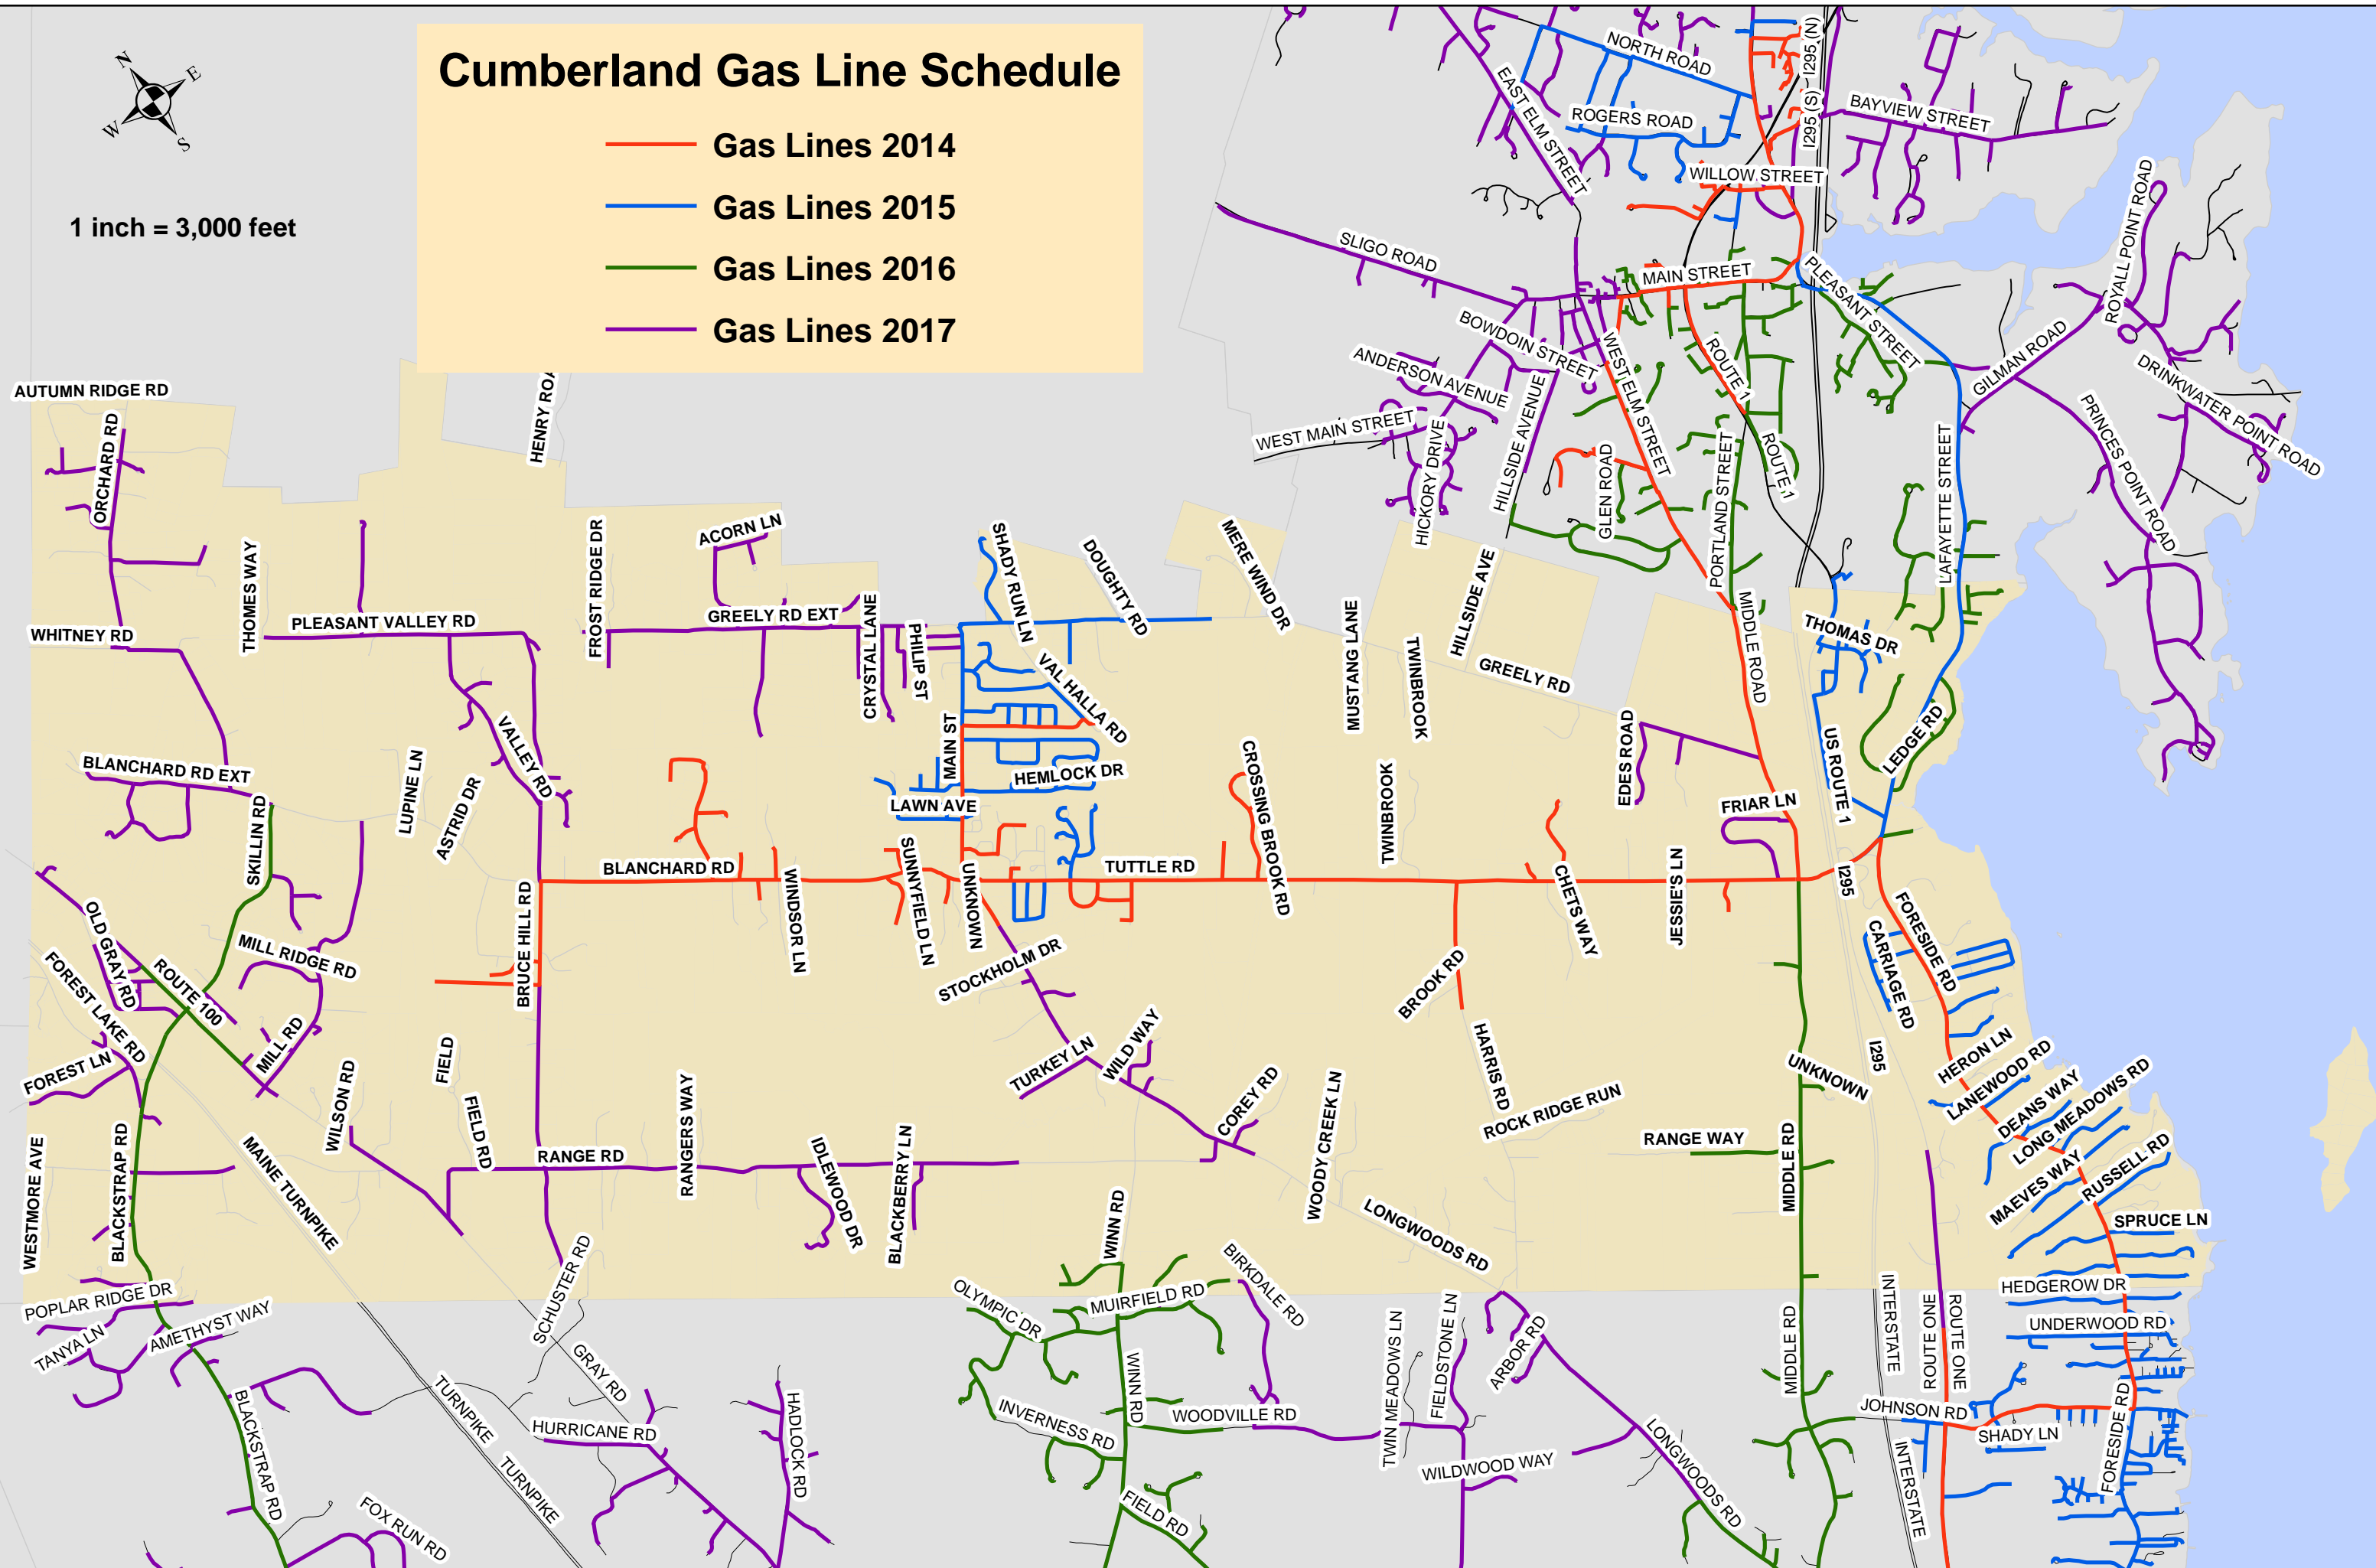 Cumberland Gas Line Schedule
Gas Lines 2014
Gas Lines 2015
Gas Lines 2016
Gas Lines 2017
N
E
W
S
1 inch = 3,000 feet
NORTH ROAD
I295 (N)
EAST ELM STREET
ROGERS ROAD
I295 (S)
BAYVIEW STREET
WILLOW STREET
ROYALL POINT ROAD
SLIGO ROAD
MAIN STREET
PLEASANT STREET
BOWDOIN STREET
ANDERSON AVENUE
WEST ELM STREET
ROUTE 1
GILMAN ROAD
DRINKWATER POINT ROAD
WEST MAIN STREET
HICKORY DRIVE
HILLSIDE AVENUE
GLEN ROAD
PORTLAND STREET
ROUTE 1
LAFAYETTE STREET
PRINCES POINT ROAD
AUTUMN RIDGE RD
ORCHARD RD
HENRY ROA
THOMES WAY
FROST RIDGE DR
ACORN LN
SHADY RUN LN
DOUGHTY RD
MERE WIND DR
HILLSIDE AVE
WHITNEY RD
PLEASANT VALLEY RD
GREELY RD EXT
CRYSTAL LANE
PHILIP ST
VAL HALLA RD
MUSTANG LANE
TWINBROOK
GREELY RD
MIDDLE ROAD
THOMAS DR
BLANCHARD RD EXT
LUPINE LN
VALLEY RD
MAIN ST
HEMLOCK DR
CROSSING BROOK RD
TWINBROOK
EDES ROAD
US ROUTE 1
LEDGE RD
SKILLIN RD
ASTRID DR
LAWN AVE
FRIAR LN
BLANCHARD RD
SUNNYFIELD LN
UNKNOWN
TUTTLE RD
CHETS WAY
JESSIE'S LN
I295
FORESIDE RD
OLD GRAY RD
BRUCE HILL RD
WINDSOR LN
CARRIAGE RD
FOREST LAKE RD
ROUTE 100
MILL RIDGE RD
STOCKHOLM DR
BROOK RD
FOREST LN
MILL RD
WILSON RD
FIELD
TURKEY LN
WILD WAY
HARRIS RD
UNKNOWN
I295
HERON LN
LANEWOOD RD
DEANS WAY
LONG MEADOWS RD
WESTMORE AVE
BLACKSTRAP RD
MAINE TURNPIKE
FIELD RD
RANGE RD
RANGERS WAY
IDLEWOOD DR
BLACKBERRY LN
COREY RD
WOODY CREEK LN
ROCK RIDGE RUN
RANGE WAY
MIDDLE RD
MAEVES WAY
RUSSELL RD
WINN RD
LONGWOODS RD
SPRUCE LN
POPLAR RIDGE DR
SCHUSTER RD
OLYMPIC DR
MUIRFIELD RD
BIRKDALE RD
HEDGEROW DR
TANYA LN
AMETHYST WAY
TWIN MEADOWS LN
FIELDSTONE LN
ARBOR RD
MIDDLE RD
INTERSTATE
ROUTE ONE
ROUTE ONE
UNDERWOOD RD
BLACKSTRAP RD
TURNPIKE
GRAY RD
HURRICANE RD
HADLOCK RD
WINN RD
INVERNESS RD
WOODVILLE RD
JOHNSON RD
SHADY LN
FORESIDE RD
TURNPIKE
WILDWOOD WAY
LONGWOODS RD
INTERSTATE
FOX RUN RD
FIELD RD